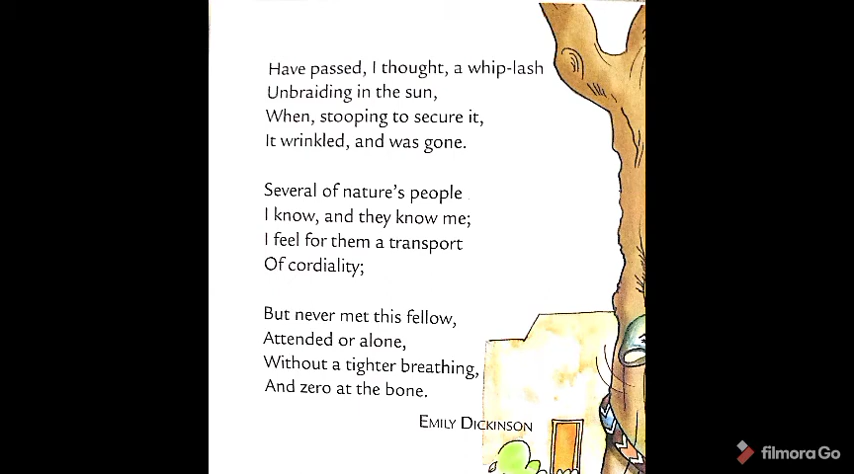 Have passed, I thought, a whip-lash
Unbraiding in the sun,
When, stooping to secure it,
It wrinkled, and was gone.
Several of nature's people
I know, and they know me;
I feel for them a transport
Of cordiality;
But never met this fellow,
Attended or alone,
Without a tighter breathing,
And zero at the bone.
EMILY DICKINSON
filmora Go